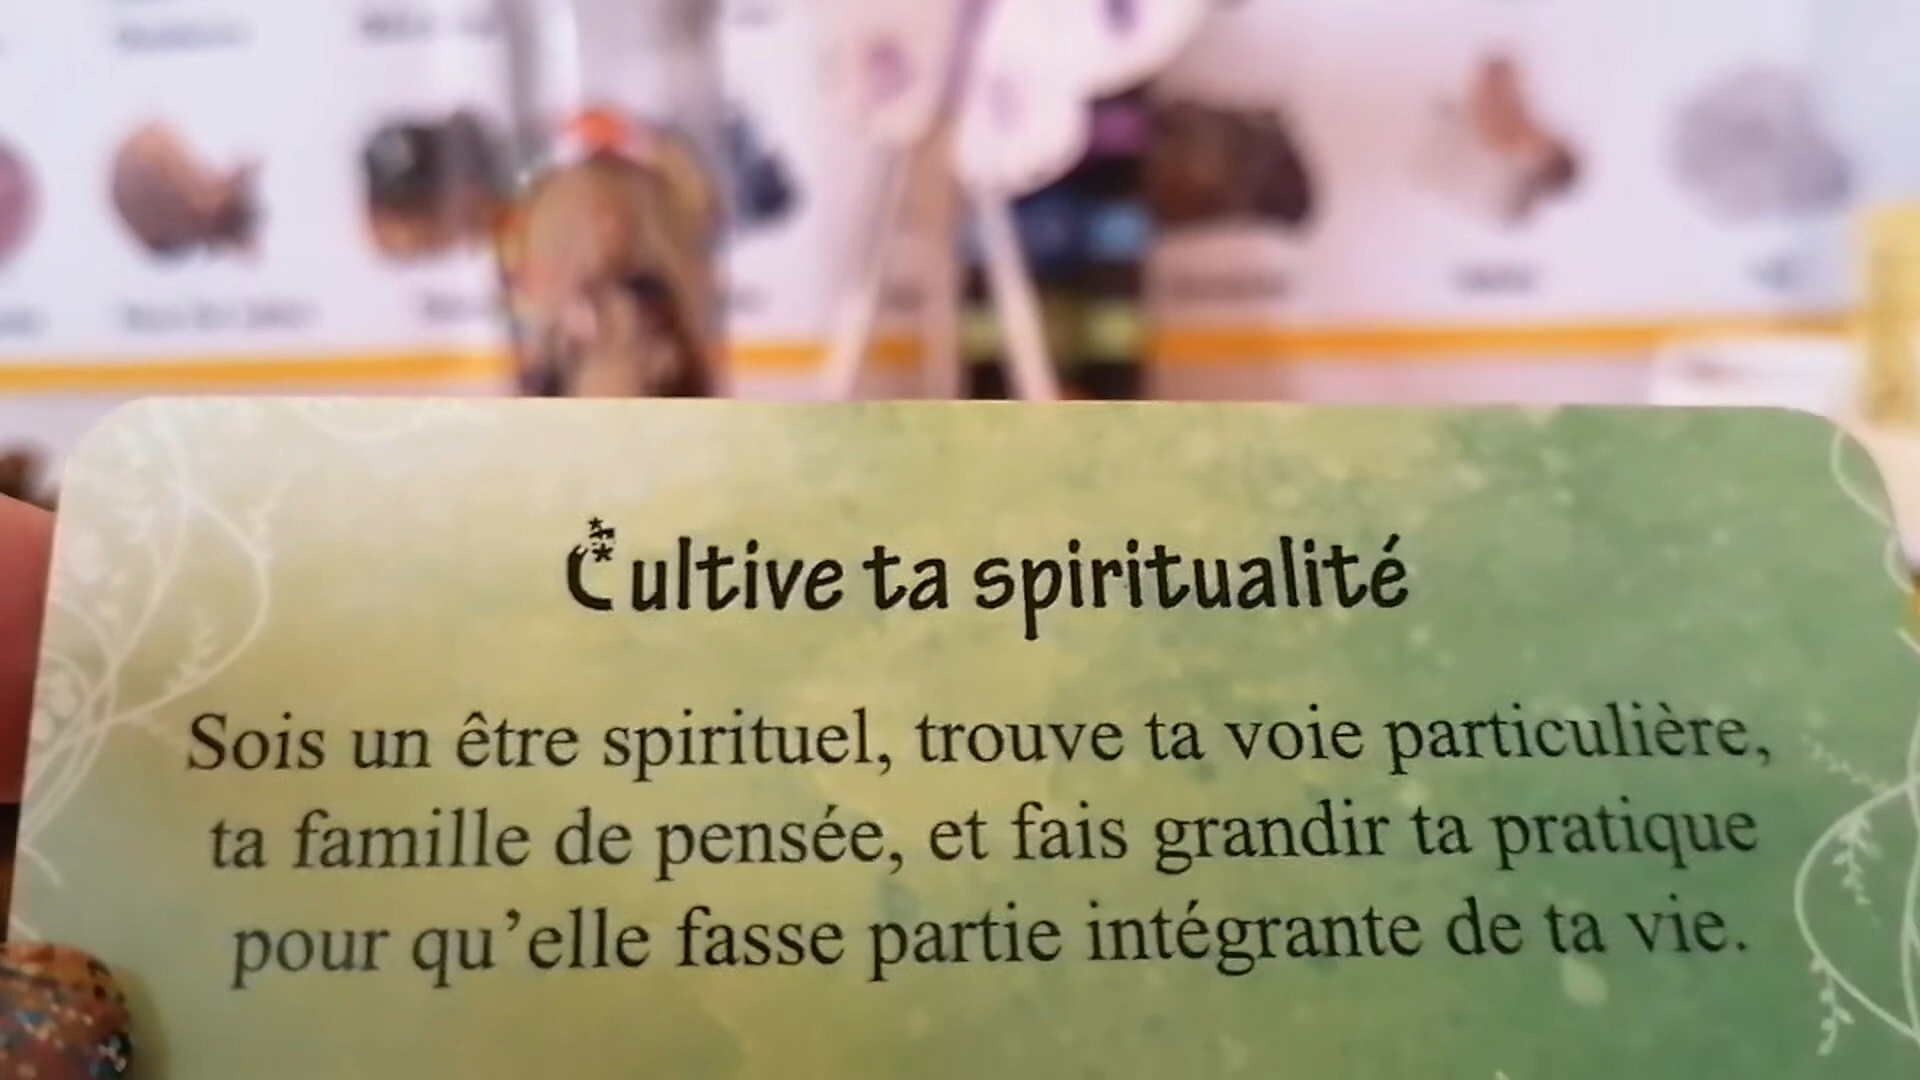 Cultive ta spiritualité
Sois un être spirituel, trouve ta voie particulière,
ta famille de pensée, et fais grandir ta pratique
pour qu’elle fasse partie intégrante de ta vie.